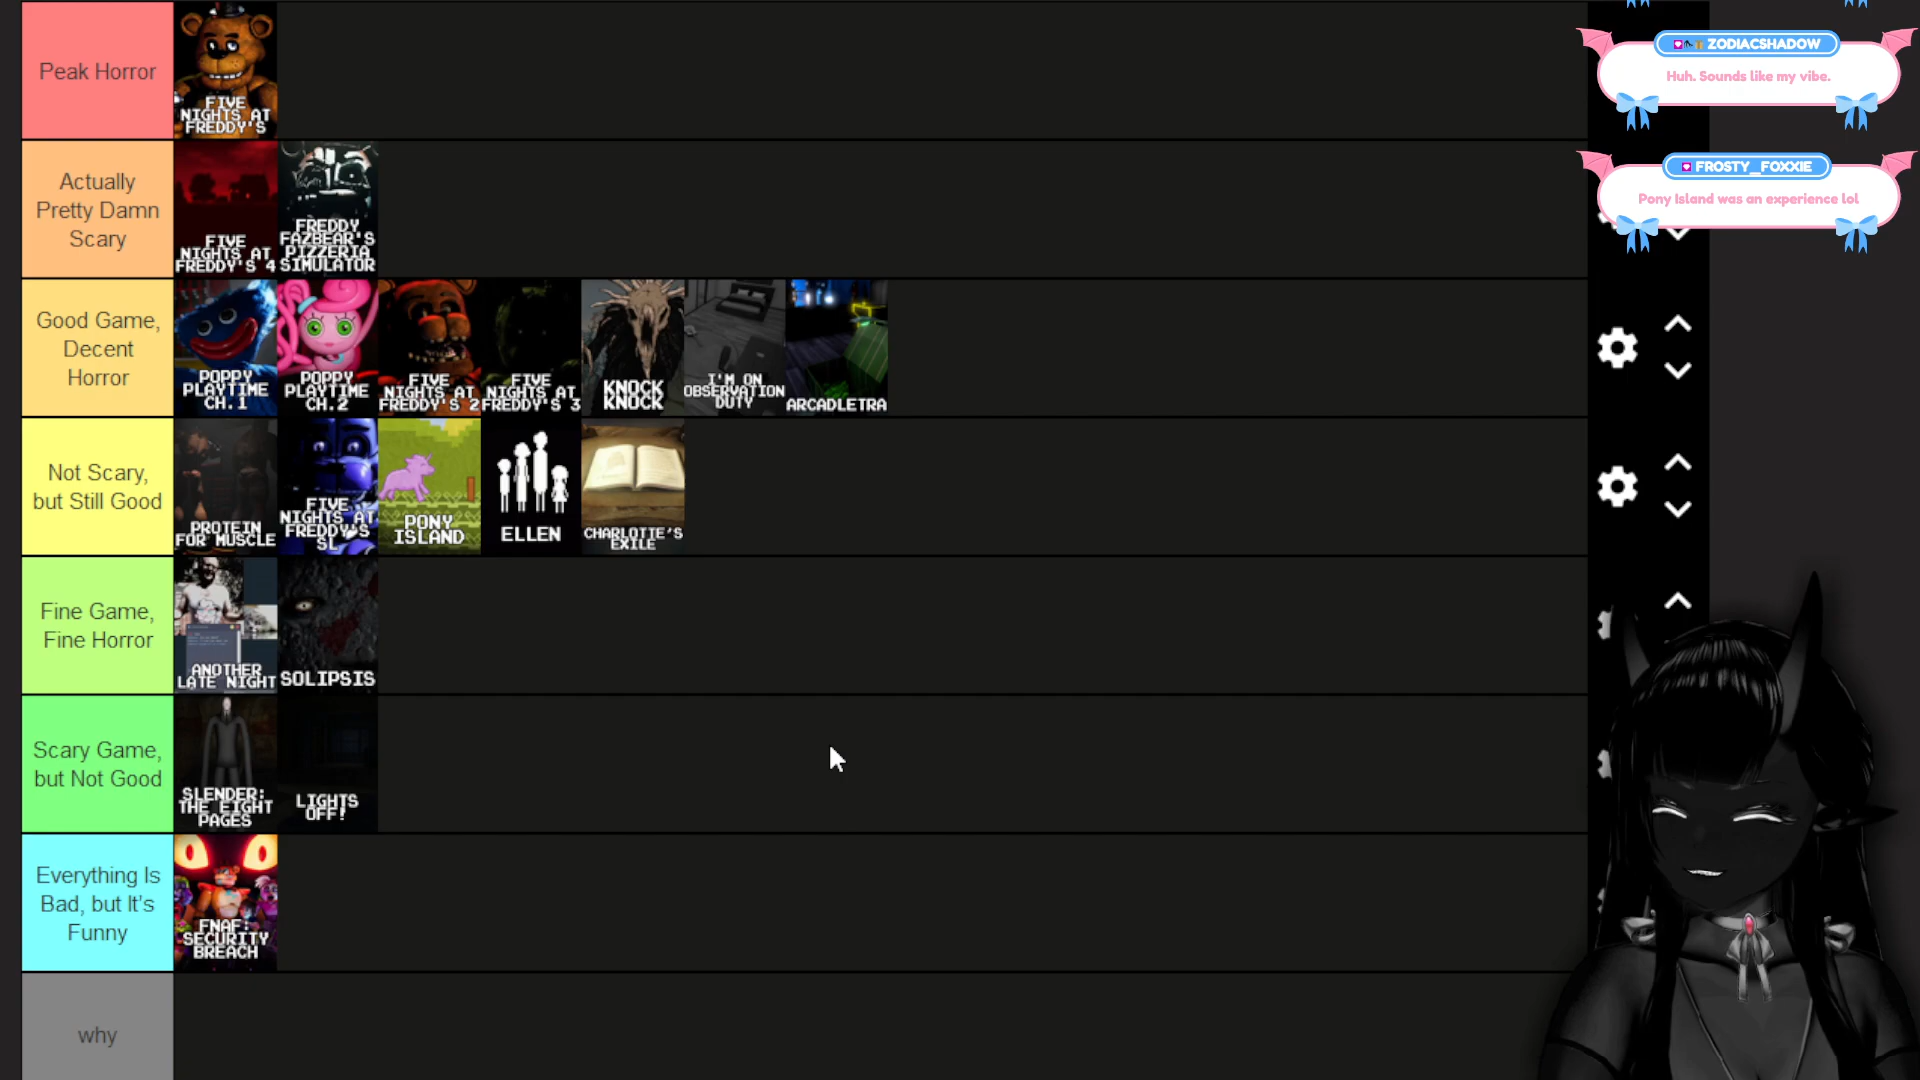 Peak Horror
FIVE
NIGHTS AT
FREDDY'S
Actually
Pretty Damn
Scary
FIVE
NIGHTS AT
FREDDY'S 4
FREDDY
FAZBEAR'S
PIZZERIA
SIMULATOR
Good Game,
Decent
Horror
POPPY
PLAYTIME
CH.1
POPPY
PLAYTIME
CH.2
FIVE
NIGHTS AT
FREDDY'S 2
FIVE
NIGHTS AT
FREDDY'S 3
KNOCK
KNOCK
I'M ON
OBSERVATION
DUTY
ARCADLETRA
Not Scary,
but Still Good
PROTEIN
FOR MUSCLE
FIVE
NIGHTS AT
FREDDY'S
SL
PONY
ISLAND
ELLEN
CHARLOTTE'S
EXILE
Fine Game,
Fine Horror
ANOTHER
LATE NIGHT
SOLIPSIS
Scary Game,
but Not Good
SLENDER:
THE EIGHT
PAGES
LIGHTS
OFF!
Everything Is
Bad, but It's
Funny
FNAF:
SECURITY
BREACH
why
ZODIACSHADOW
Huh. Sounds like my vibe.
FROSTY_FOXXIE
Pony Island was an experience lol